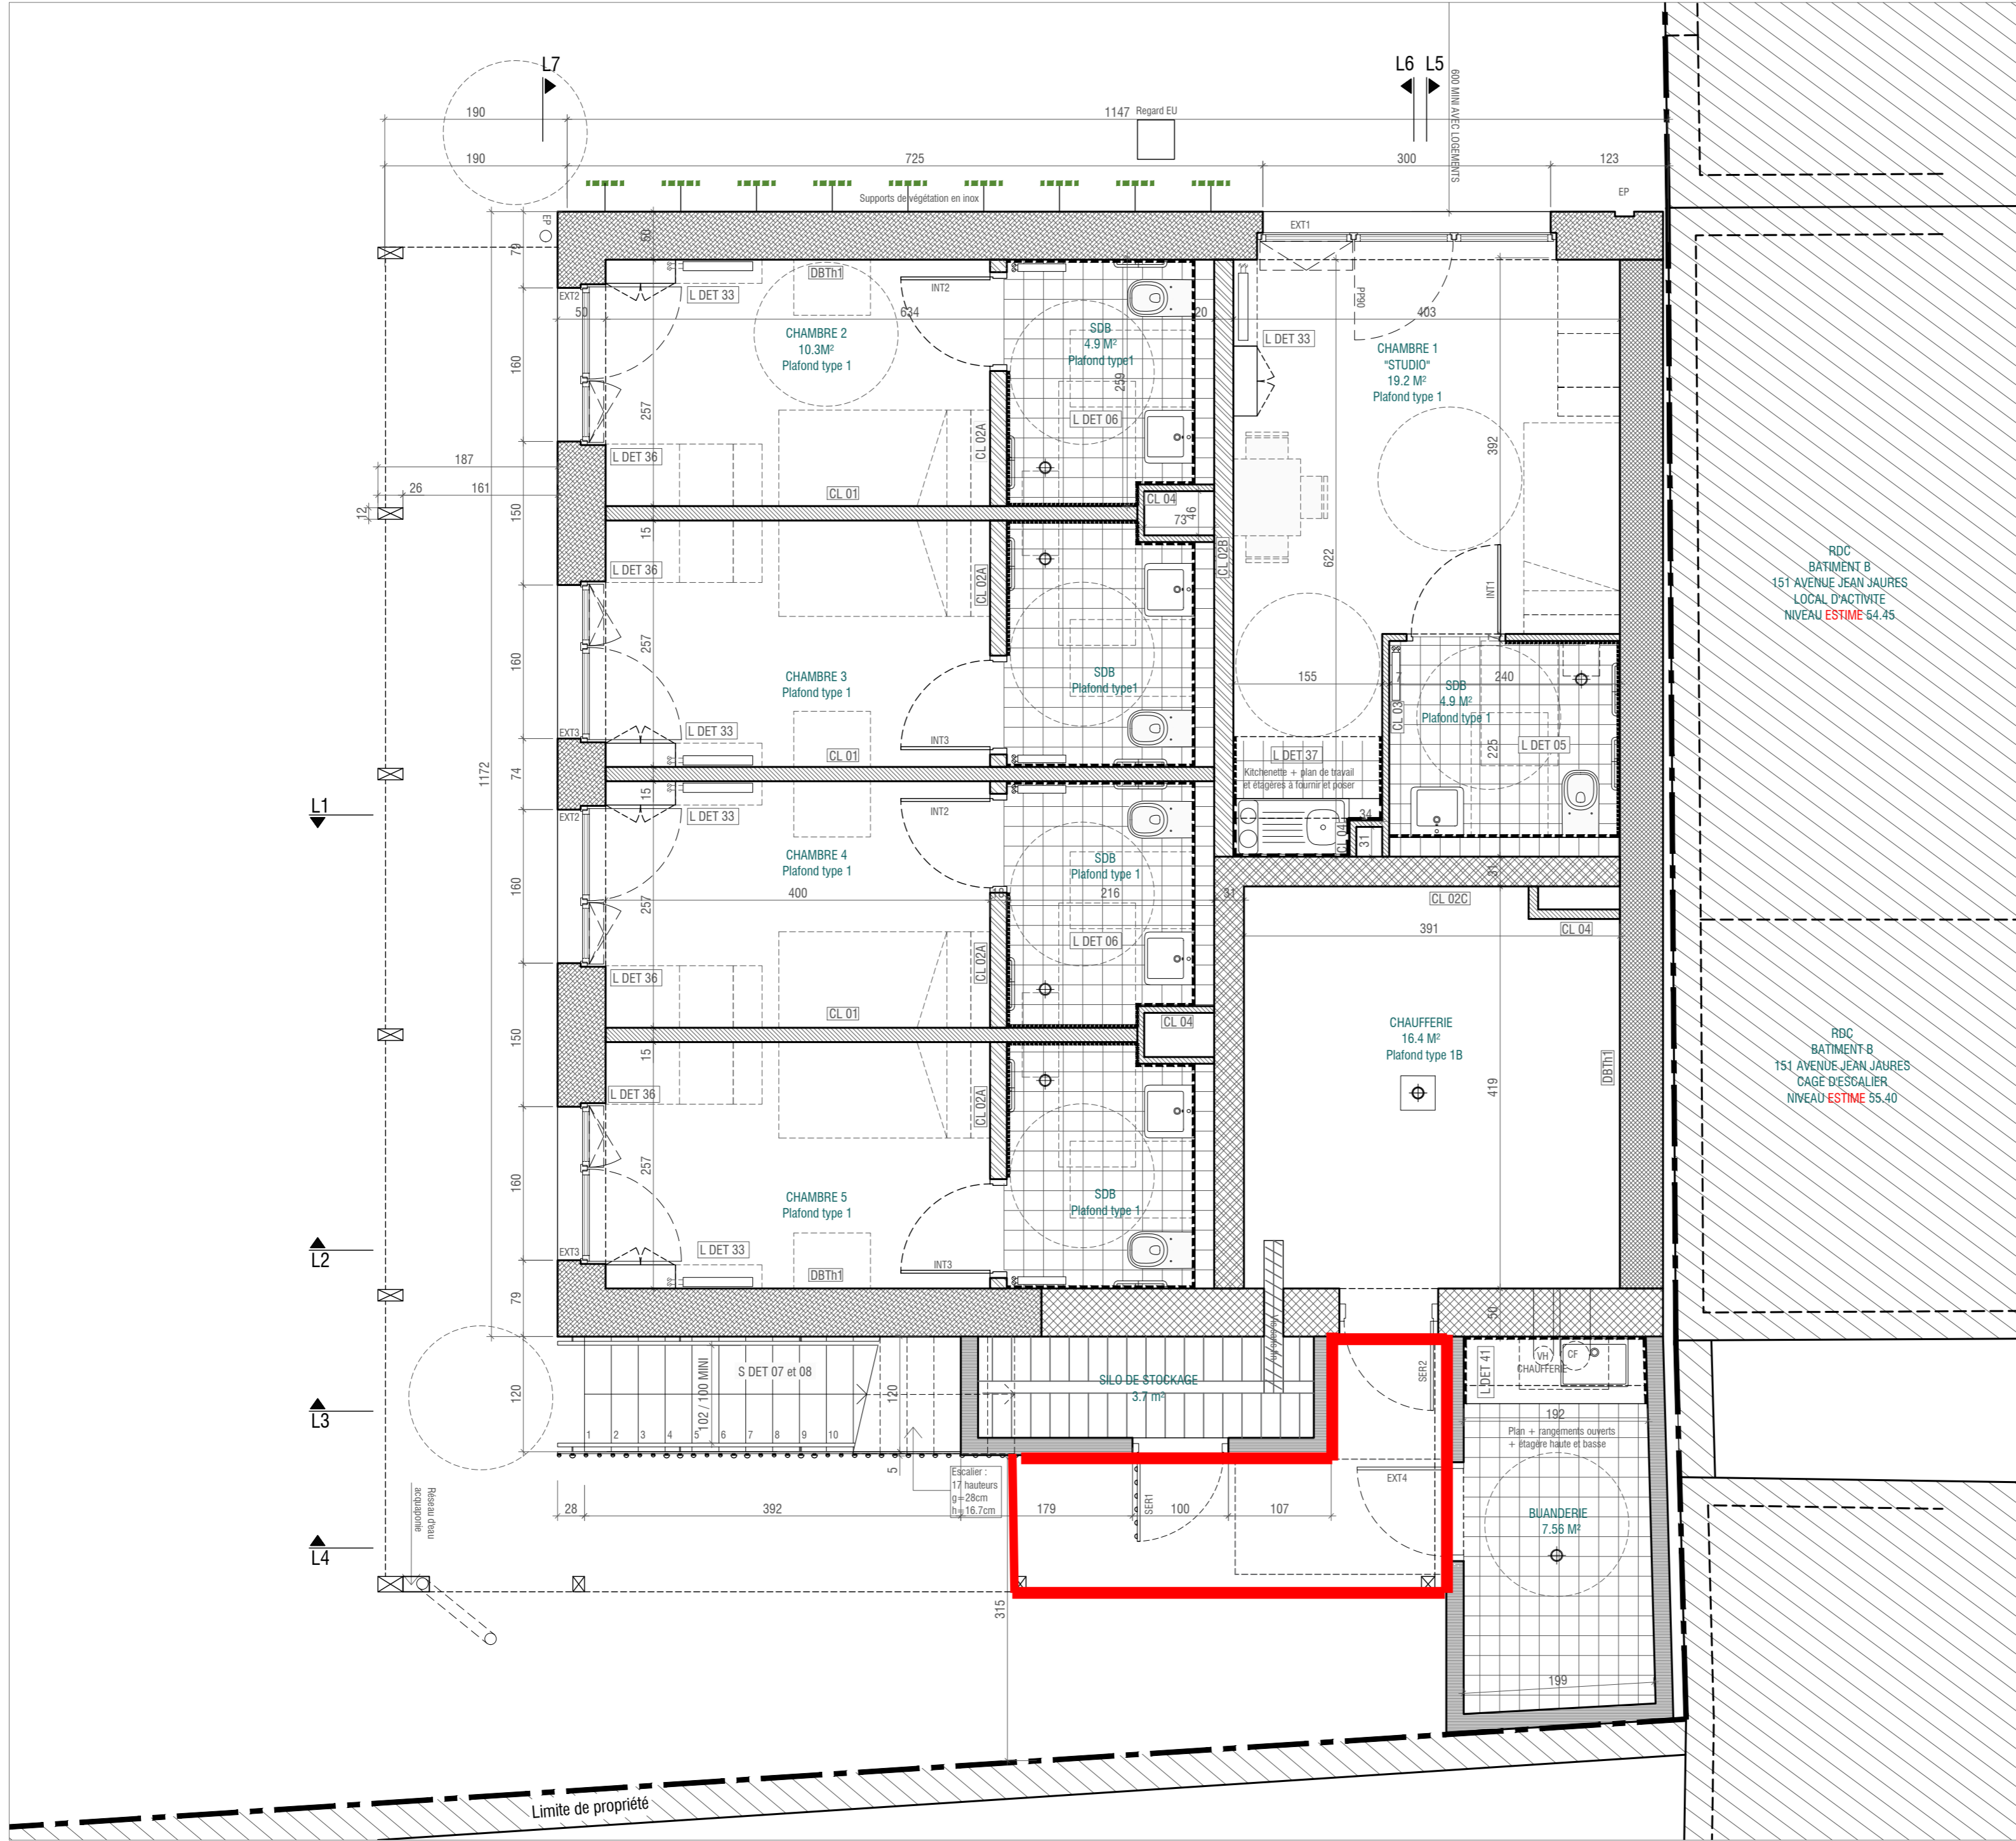 L7
L6
L5
600 MINI AVEC LOGEMENTS
190
1147
Regard EU
190
725
300
123
Supports de végétation en inox
EP
EP
EXT1
79
50
DBTh1
L DET 33
INT2
EXT2
50
634
20
403
PP90
CHAMBRE 2
10.3M²
Plafond type 1
SDB
4.9 M²
Plafond type1
259
L DET 33
CHAMBRE 1
"STUDIO"
19.2 M²
Plafond type 1
160
257
L DET 06
CL 02A
392
187
26
161
L DET 36
CL 01
CL 04
73
46
12
150
15
L DET 36
CL 02A
CL 02B
622
INT1
RDC
BATIMENT B
151 AVENUE JEAN JAURES
LOCAL D'ACTIVITE
NIVEAU ESTIME 54.45
160
257
CHAMBRE 3
Plafond type 1
SDB
Plafond type1
155
7
7
240
SDB
4.9 M²
Plafond type 1
CL 03
225
L DET 05
EXT3
L DET 33
INT3
CL 01
L DET 37
Kitchenette + plan de travail
et étagères à fournir et poser
1172
74
15
L1
EXT2
L DET 33
INT2
34
31
CL 04
CHAMBRE 4
Plafond type 1
SDB
Plafond type 1
31
160
257
400
18
216
31
CL 02C
CL 04
391
L DET 06
CL 02A
L DET 36
CL 01
CL 04
CHAUFFERIE
16.4 M²
Plafond type 1B
150
15
419
DBTh1
RDC
BATIMENT B
151 AVENUE JEAN JAURES
CAGE D'ESCALIER
NIVEAU ESTIME 55.40
L DET 36
CL 02A
160
257
CHAMBRE 5
Plafond type 1
SDB
Plafond type 1
L2
EXT3
L DET 33
DBTh1
INT3
79
50
S DET 07 et 08
102 / 100 MINI
120
120
1
2
3
4
5
6
7
8
9
10
SILO DE STOCKAGE
3.7 m²
SER2
L DET 41
VH
CF
CHAUFFERIE
L3
192
Plan + rangements ouverts
+ étagère haute et basse
5
Escalier :
17 hauteurs
g=28cm
h=16.7cm
EXT4
SER1
28
392
179
100
107
BUANDERIE
7.56 M²
Réseau d'eau
acquaponie
L4
315
199
Limite de propriété